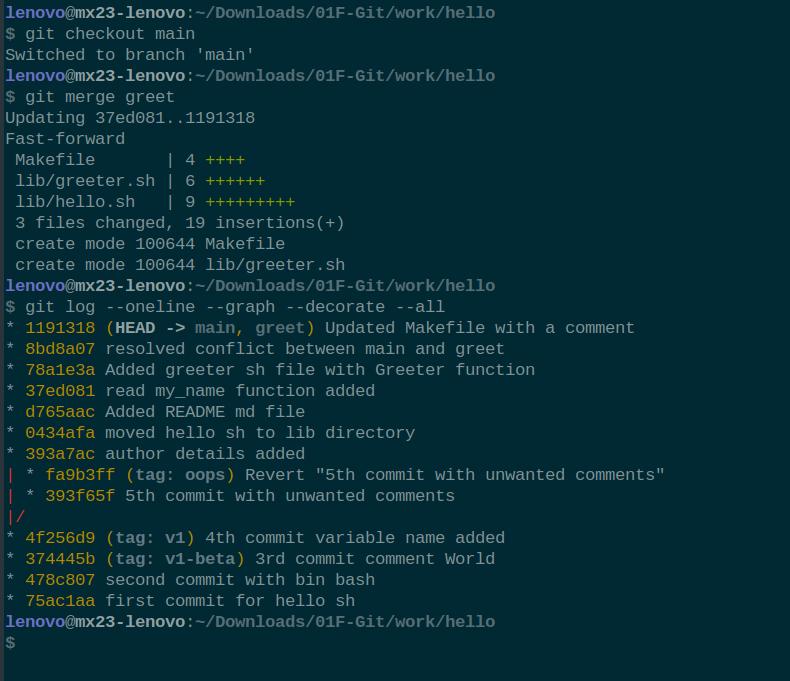 lenovo@mx23-lenovo:~/Downloads/01F-Git/work/hello
$ git checkout main
Switched to branch 'main'
lenovo@mx23-lenovo:~/Downloads/01F-Git/work/hello
$ git merge greet
Updating 37ed081..1191318
Fast-forward
 Makefile       | 4 ++++
 lib/greeter.sh | 6 ++++++
 lib/hello.sh   | 9 +++++++++
 3 files changed, 19 insertions(+)
 create mode 100644 Makefile
 create mode 100644 lib/greeter.sh
lenovo@mx23-lenovo:~/Downloads/01F-Git/work/hello
$ git log --oneline --graph --decorate --all
* 1191318 (HEAD -> main, greet) Updated Makefile with a comment
* 8bd8a07 resolved conflict between main and greet
* 78a1e3a Added greeter sh file with Greeter function
* 37ed081 read my_name function added
* d765aac Added README md file
* 0434afa moved hello sh to lib directory
* 393a7ac author details added
| * fa9b3ff (tag: oops) Revert "5th commit with unwanted comments"
| * 393f65f 5th commit with unwanted comments
|/
* 4f256d9 (tag: v1) 4th commit variable name added
* 374445b (tag: v1-beta) 3rd commit comment World
* 478c807 second commit with bin bash
* 75ac1aa first commit for hello sh
lenovo@mx23-lenovo:~/Downloads/01F-Git/work/hello
$